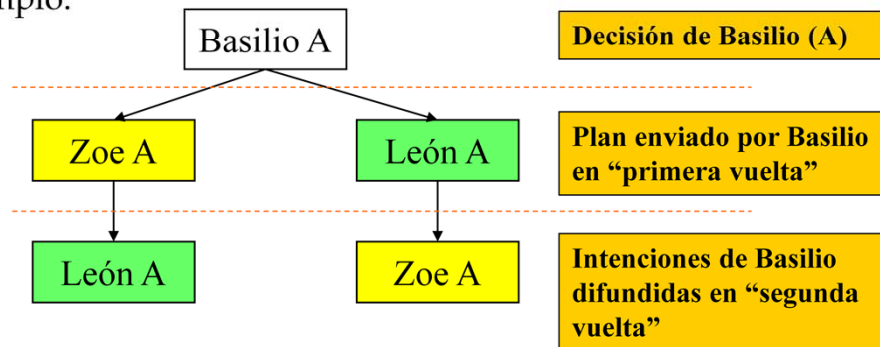 Basilio A
Decisión de Basilio (A)
Zoe A
León A
Plan enviado por Basilio
en “primera vuelta”
León A
Zoe A
Intenciones de Basilio
difundidas en “segunda
vuelta”